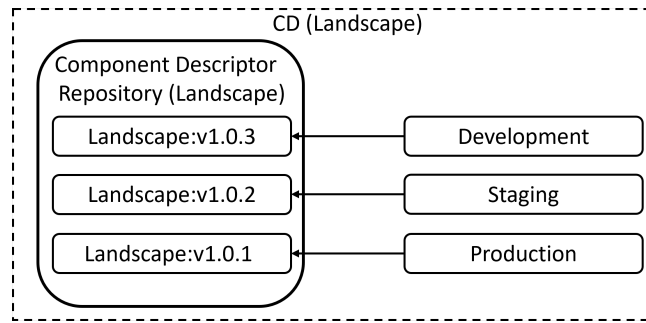 CD (Landscape)
Component Descriptor
Repository (Landscape)
Landscape:v1.0.3
Development
Landscape:v1.0.2
Staging
Landscape:v1.0.1
Production